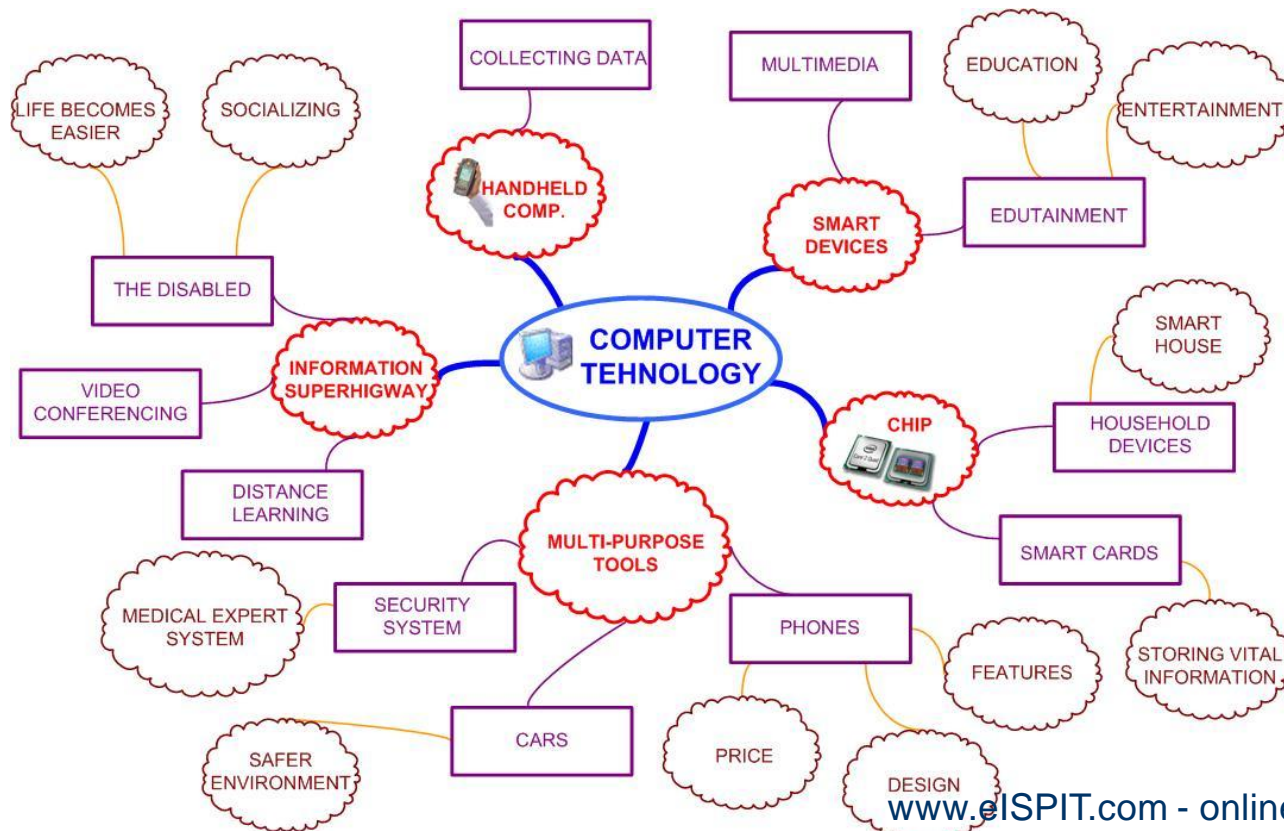 COLLECTING DATA
MULTIMEDIA
EDUCATION
ENTERTAINMENT
LIFE BECOMES
EASIER
SOCIALIZING
HANDHELD
COMP.
SMART
DEVICES
EDUTAINMENT
THE DISABLED
COMPUTER
TEHNOLOGY
SMART
HOUSE
INFORMATION
SUPERHIGWAY
VIDEO
CONFERENCING
CHIP
HOUSEHOLD
DEVICES
DISTANCE
LEARNING
MULTI-PURPOSE
TOOLS
SMART CARDS
MEDICAL EXPERT
SYSTEM
SECURITY
SYSTEM
PHONES
FEATURES
STORING VITAL
INFORMATION
SAFER
ENVIRONMENT
CARS
PRICE
DESIGN
www.eISPIT.com - online